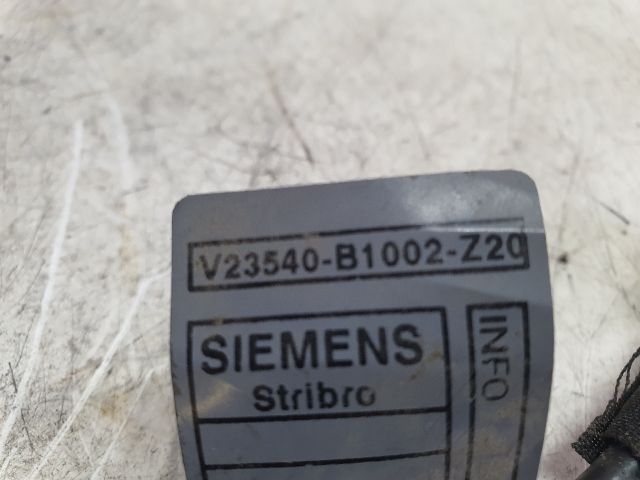 V23540-B1002-Z20
SIEMENS
Stribro
INFO